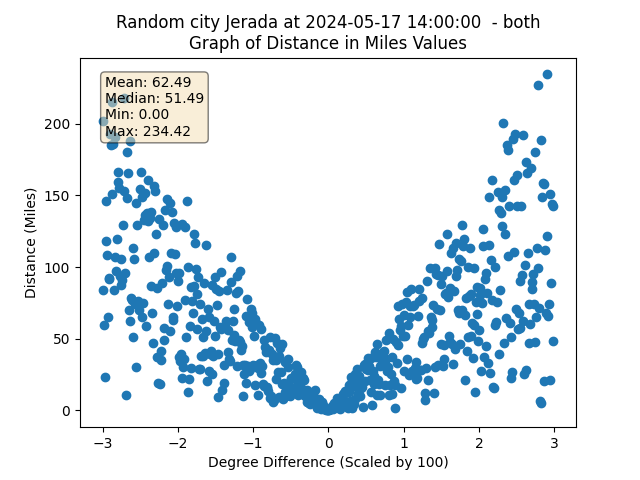 Random city Jerada at 2024-05-17 14:00:00  - both
Graph of Distance in Miles Values
Mean: 62.49
Median: 51.49
Min: 0.00
Max: 234.42
Distance (Miles)
200
150
100
50
0
−3 −2 −1 0 1 2 3
Degree Difference (Scaled by 100)